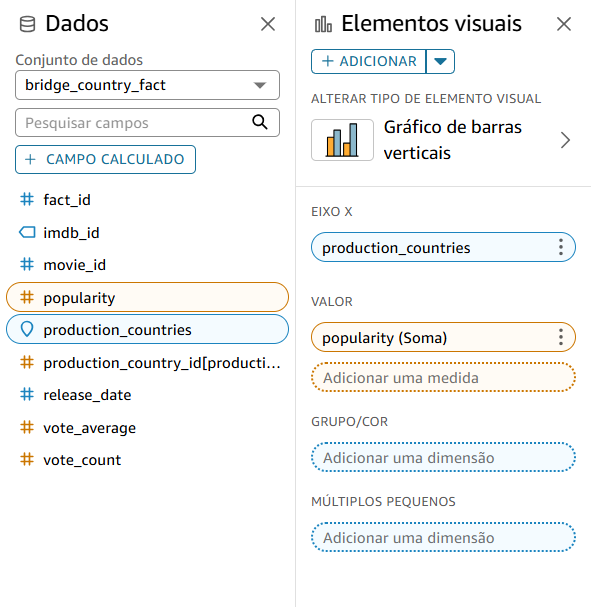 Dados
Conjunto de dados
bridge_country_fact
Pesquisar campos
+ CAMPO CALCULADO
fact_id
imdb_id
movie_id
popularity
production_countries
production_country_id[producti...
release_date
vote_average
vote_count
Elementos visuais
+ ADICIONAR
ALTERAR TIPO DE ELEMENTO VISUAL
Gráfico de barras
verticais
EIXO X
production_countries
VALOR
popularity (Soma)
Adicionar uma medida
GRUPO/COR
Adicionar uma dimensão
MÚLTIPLOS PEQUENOS
Adicionar uma dimensão